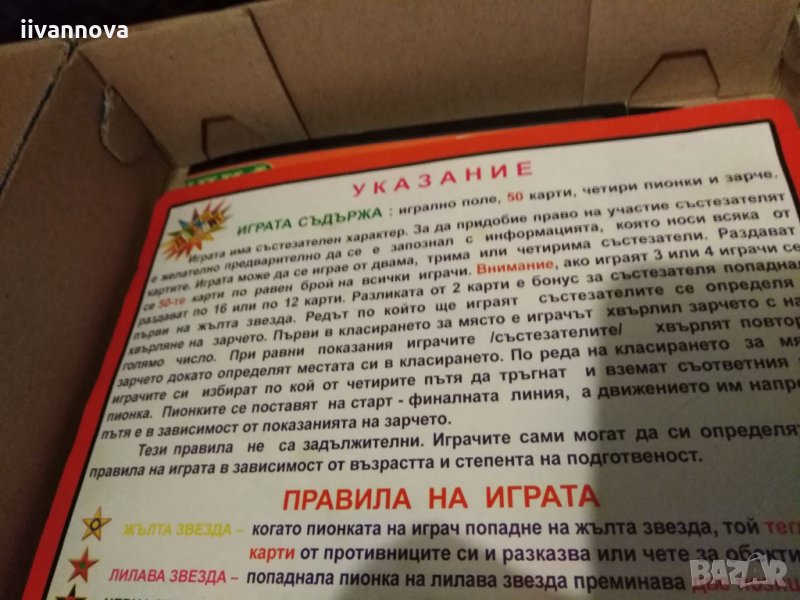 iivannova
УКАЗАНИЕ
ИГРАТА СЪДЪРЖА : игрално поле, 50 карти, четири пионки и зарче.
Играта има състезателен характер. За да придобие право на участие състезателят
е желателно предварително да се е запознал с информацията, която носи всяка от
картите. Играта може да се играе от двама, трима или четирима състезатели. Раздават
се 50-те карти по равен брой на всички играчи. Внимание, ако играят 3 или 4 играчи се
раздават по 16 или по 12 карти. Разликата от 2 карти е бонус за състезателя попаднал
първи на жълта звезда. Редът по който ще играят състезателите се определя
хвърляне на зарчето. Първи в класирането за място е играчът хвърлил зарчето с на
голямо число. При равни показания играчите /състезателите/ хвърлят повтор
зарчето докато определят местата си в класирането. По реда на класирането за мя
играчите си избират по кой от четирите пътя да тръгнат и вземат съответния
пионка. Пионките се поставят на старт - финалната линия, а движението им напре
пътя е в зависимост от показанията на зарчето.
Тези правила не са задължителни. Играчите сами могат да си определят
правила на играта в зависимост от възрастта и степента на подготвеност.
ПРАВИЛА НА ИГРАТА
ЖЪЛТА ЗВЕЗДА – когато пионката на играч попадне на жълта звезда, той тегл
карти от противниците си и разказва или чете за обекти
ЛИЛАВА ЗВЕЗДА – попаднала пионка на лилава звезда преминава две позиц
BAZAR